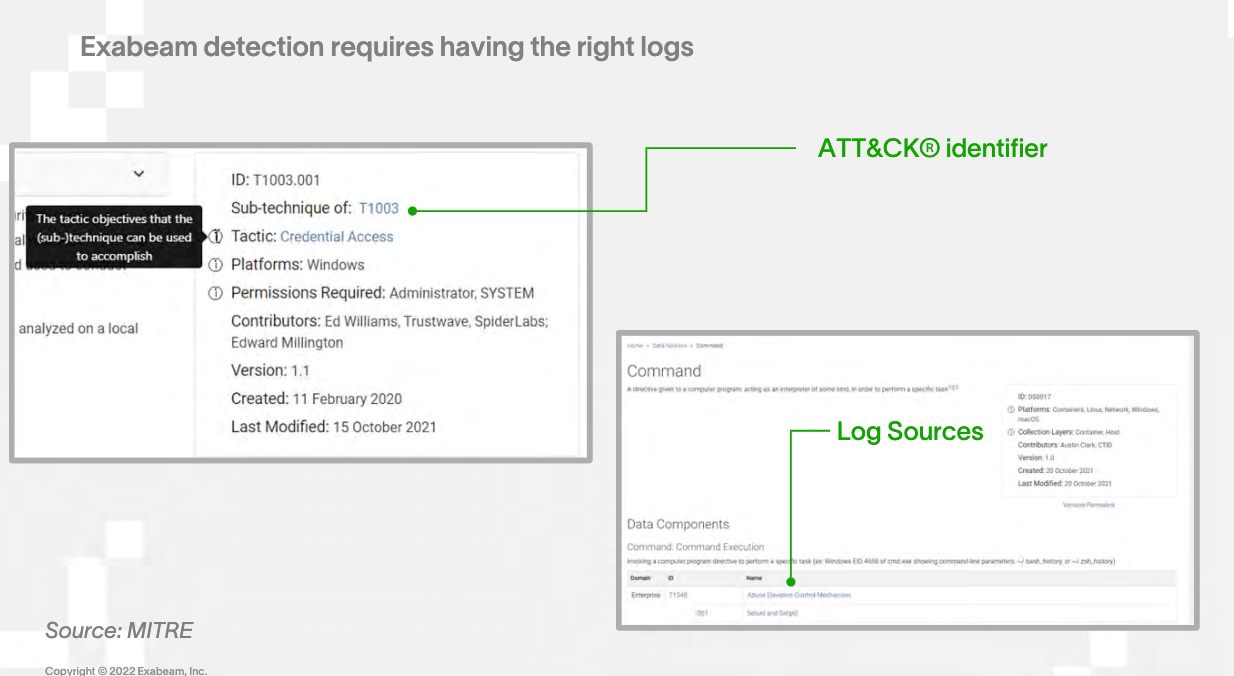 Exabeam detection requires having the right logs
ATT&CK® identifier
ID: T1003.001
Sub-technique of: T1003
The tactic objectives that the
(sub-)technique can be used
to accomplish
Tactic: Credential Access
Platforms: Windows
Permissions Required: Administrator, SYSTEM
analyzed on a local
Contributors: Ed Williams, Trustwave, SpiderLabs;
Edward Millington
Version: 1.1
Created: 11 February 2020
Last Modified: 15 October 2021
Home > Data Sources > Command
Command
A directive given to a computer program, acting as an interpreter of some kind, in order to perform a specific task
ID: DS0017
Platforms: Containers, Linux, Network, Windows,
macOS
Collection Layers: Container, Host
Contributors: Austin Clark; CTID
Version: 1.0
Created: 20 October 2021
Last Modified: 20 October 2021
Version Permalink
Log Sources
Data Components
Command: Command Execution
Invoking a computer program directive to perform a specific task (ex: Windows EID 4688 of cmd.exe showing command-line parameters, ~/.bash_history, or ~/.zsh_history)
Domain ID Name
Enterprise T1548 Abuse Elevation Control Mechanism
.001 Setuid and Setgid
Source: MITRE
Copyright © 2022 Exabeam, Inc.